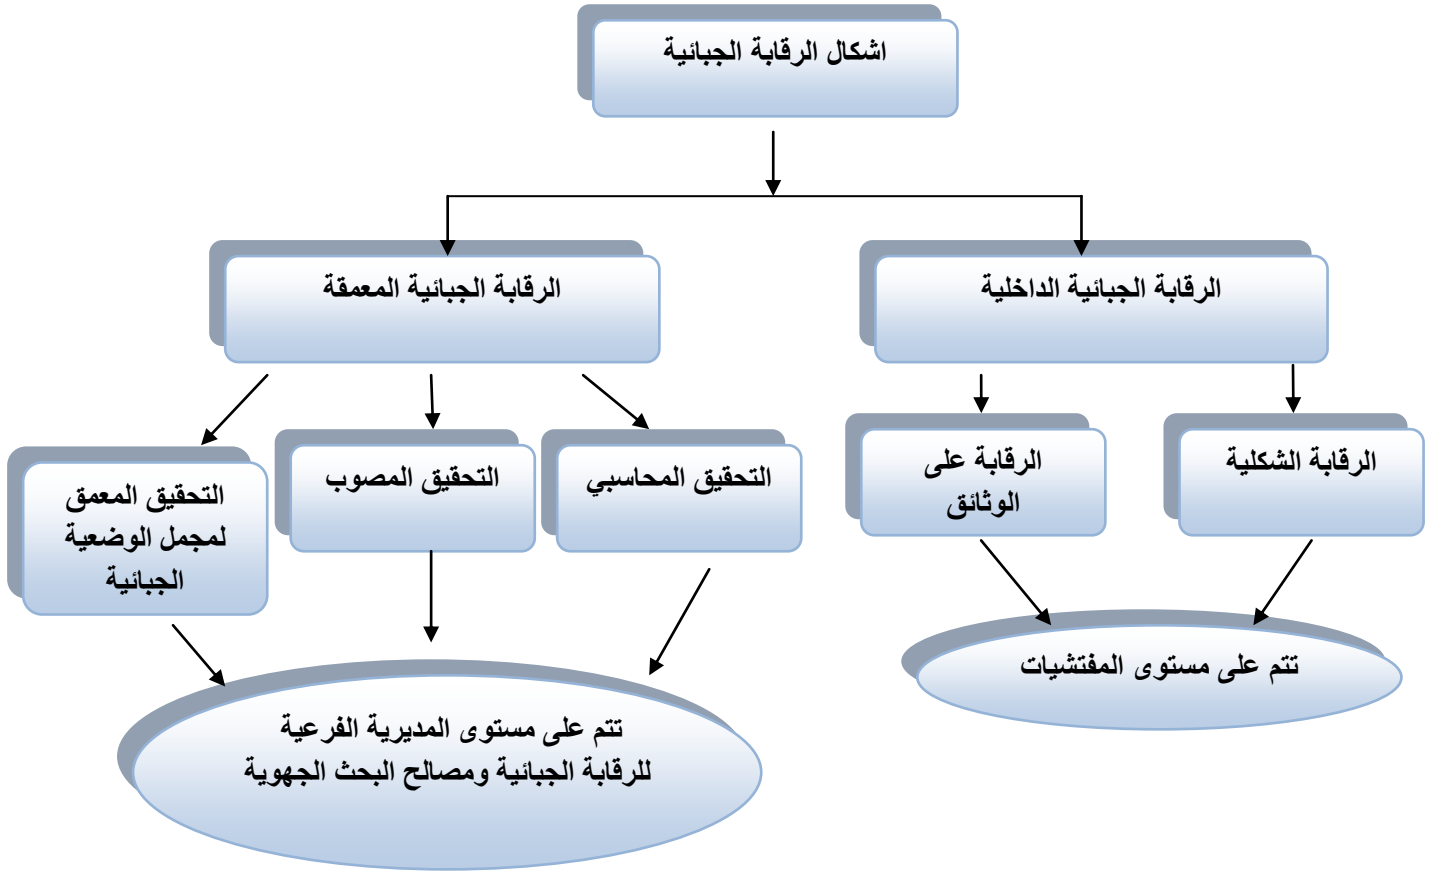 اشكال الرقابة الجبائية
الرقابة الجبائية الداخلية
الرقابة الجبائية المعمقة
الرقابة الشكلية
الرقابة على
الوثائق
التحقيق المحاسبي
التحقيق المصوب
التحقيق المعمق
لمجمل الوضعية
الجبائية
تتم على مستوى المفتشيات
تتم على مستوى المديرية الفرعية
للرقابة الجبائية ومصالح البحث الجهوية